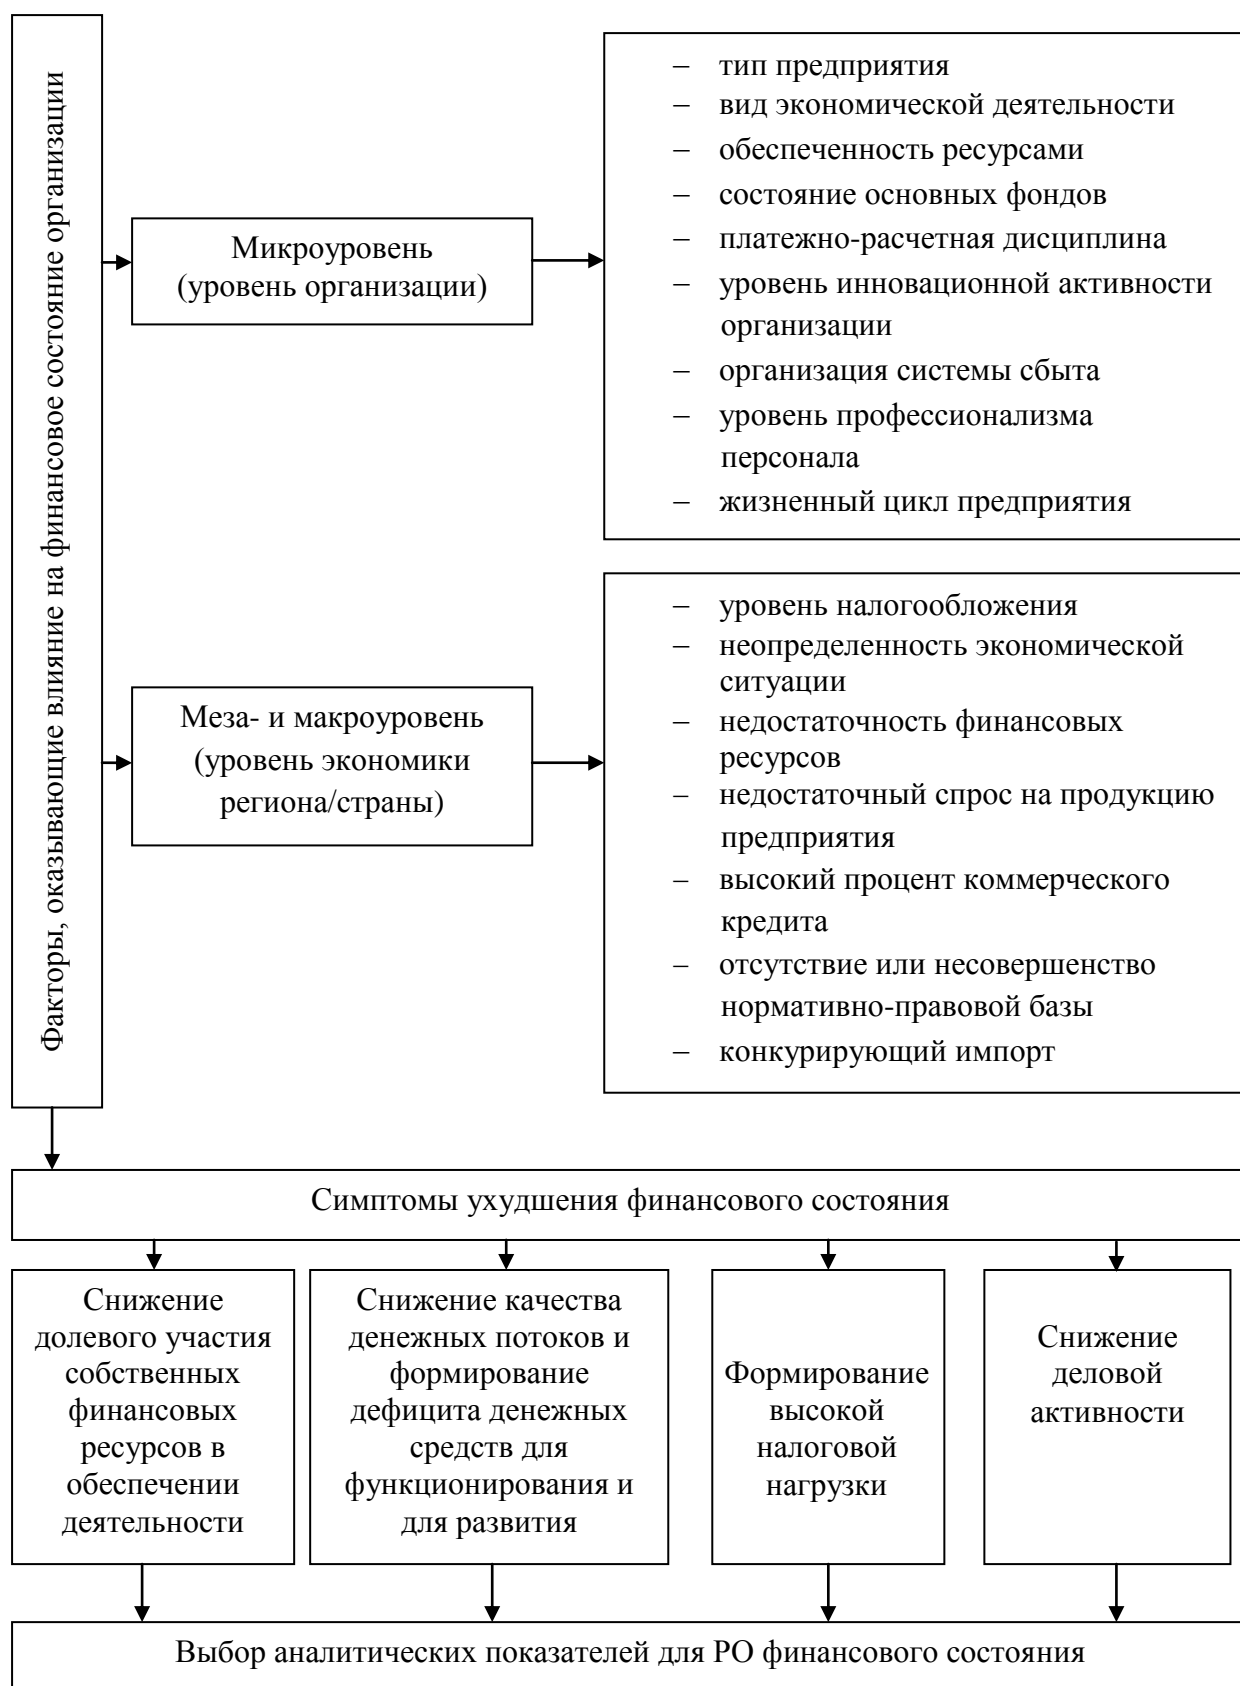 Факторы, оказывающие влияние на финансовое состояние организации
Микроуровень
(уровень организации)
– тип предприятия
– вид экономической деятельности
– обеспеченность ресурсами
– состояние основных фондов
– платежно-расчетная дисциплина
– уровень инновационной активности
организации
– организация системы сбыта
– уровень профессионализма
персонала
– жизненный цикл предприятия
Меза- и макроуровень
(уровень экономики
региона/страны)
– уровень налогообложения
– неопределенность экономической
ситуации
– недостаточность финансовых
ресурсов
– недостаточный спрос на продукцию
предприятия
– высокий процент коммерческого
кредита
– отсутствие или несовершенство
нормативно-правовой базы
– конкурирующий импорт
Симптомы ухудшения финансового состояния
Снижение
долевого участия
собственных
финансовых
ресурсов в
обеспечении
деятельности
Снижение качества
денежных потоков и
формирование
дефицита денежных
средств для
функционирования и
для развития
Формирование
высокой
налоговой
нагрузки
Снижение
деловой
активности
Выбор аналитических показателей для РО финансового состояния